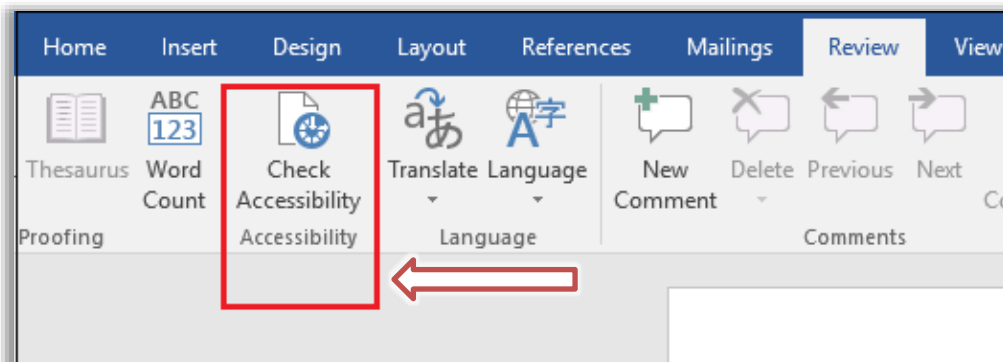 Home Insert Design Layout References Mailings Review View
ABC
123
Thesaurus Word Check Translate Language New Delete Previous Next
Count Accessibility Comment
Proofing Accessibility Language Comments